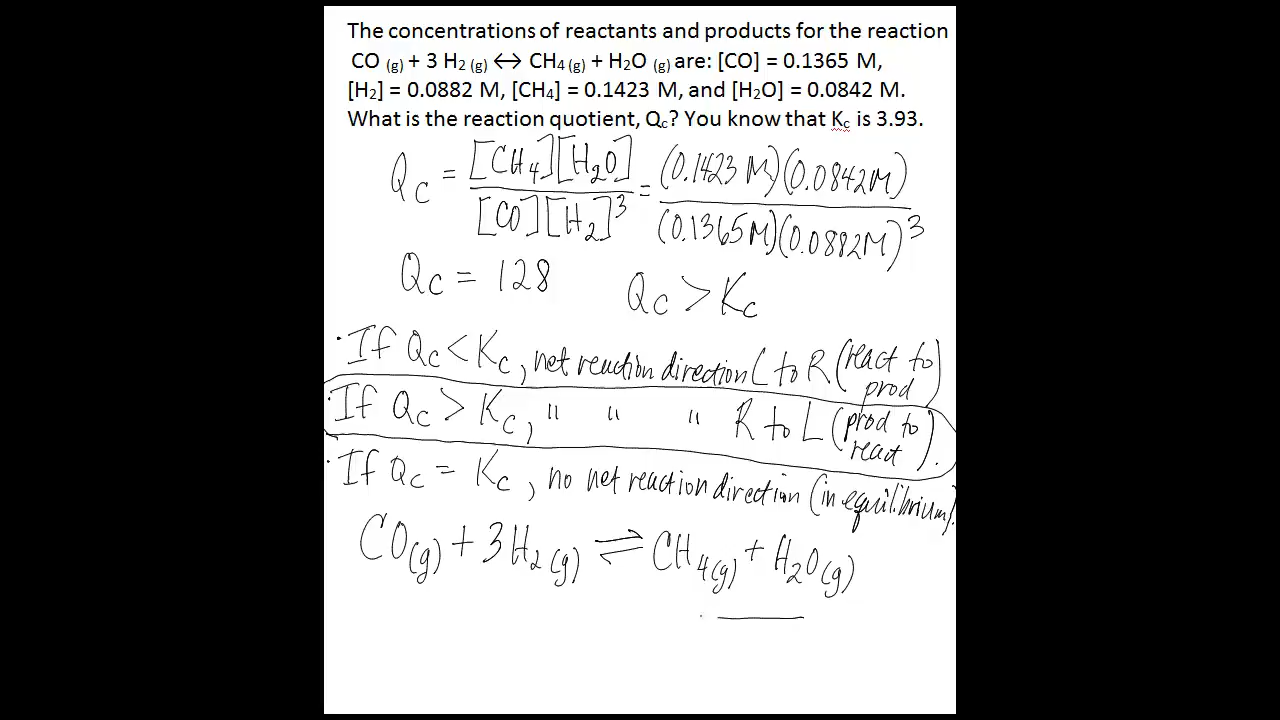 The concentrations of reactants and products for the reaction
CO (g) + 3 H₂ (g) ↔ CH₄ (g) + H₂O (g) are: [CO] = 0.1365 M,
[H₂] = 0.0882 M, [CH₄] = 0.1423 M, and [H₂O] = 0.0842 M.
What is the reaction quotient, Qc? You know that Kc is 3.93.
Qc = [CH₄][H₂O] / [CO][H₂]³ = (0.1423 M)(0.0842M) / (0.1365M)(0.0882M)³
Qc = 128 Qc > Kc
·If Qc < Kc, net reaction direction L to R (react to prod)
·If Qc > Kc, " " " R to L (prod to react).
·If Qc = Kc, no net reaction direction (in equilibrium).
CO(g) + 3H₂(g) ⇌ CH₄(g) + H₂O(g)